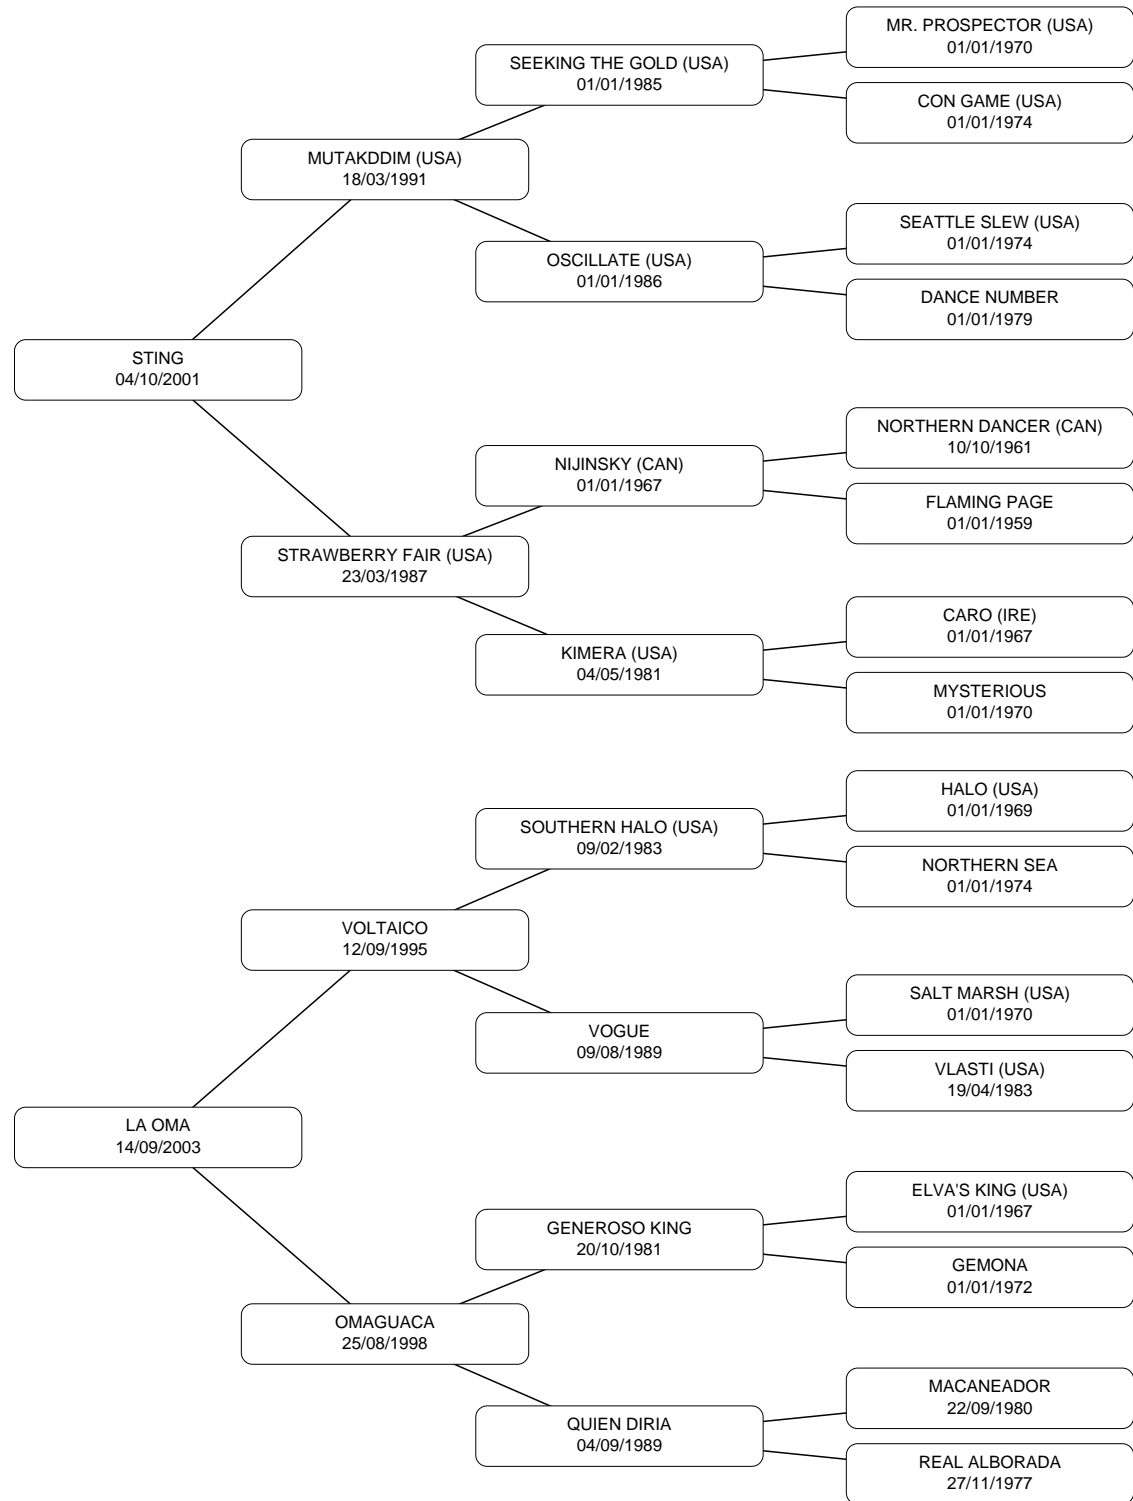 MR. PROSPECTOR (USA)
01/01/1970
SEEKING THE GOLD (USA)
01/01/1985
CON GAME (USA)
01/01/1974
MUTAKDDIM (USA)
18/03/1991
SEATTLE SLEW (USA)
01/01/1974
OSCILLATE (USA)
01/01/1986
DANCE NUMBER
01/01/1979
STING
04/10/2001
NORTHERN DANCER (CAN)
10/10/1961
NIJINSKY (CAN)
01/01/1967
FLAMING PAGE
01/01/1959
STRAWBERRY FAIR (USA)
23/03/1987
CARO (IRE)
01/01/1967
KIMERA (USA)
04/05/1981
MYSTERIOUS
01/01/1970
HALO (USA)
01/01/1969
SOUTHERN HALO (USA)
09/02/1983
NORTHERN SEA
01/01/1974
VOLTAICO
12/09/1995
SALT MARSH (USA)
01/01/1970
VOGUE
09/08/1989
VLASTI (USA)
19/04/1983
LA OMA
14/09/2003
ELVA'S KING (USA)
01/01/1967
GENEROSO KING
20/10/1981
GEMONA
01/01/1972
OMAGUACA
25/08/1998
MACANEADOR
22/09/1980
QUIEN DIRIA
04/09/1989
REAL ALBORADA
27/11/1977